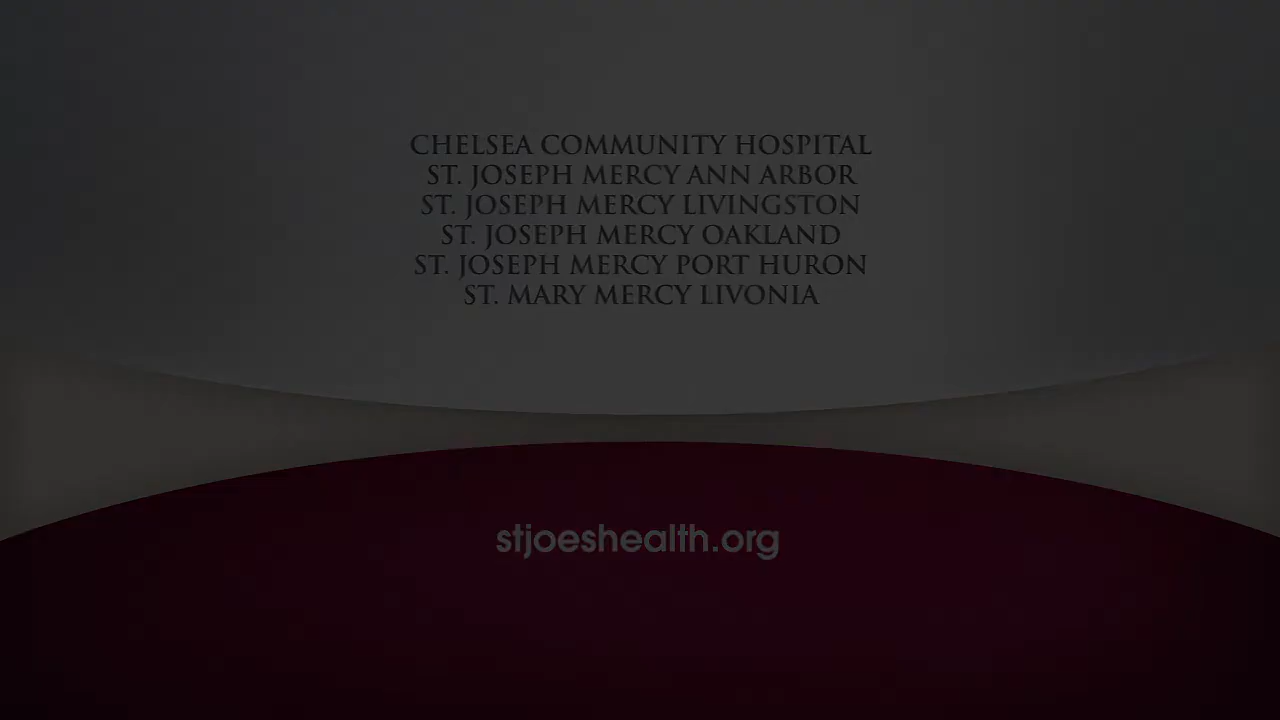 CHELSEA COMMUNITY HOSPITAL
ST. JOSEPH MERCY ANN ARBOR
ST. JOSEPH MERCY LIVINGSTON
ST. JOSEPH MERCY OAKLAND
ST. JOSEPH MERCY PORT HURON
ST. MARY MERCY LIVONIA
stjoeshealth.org